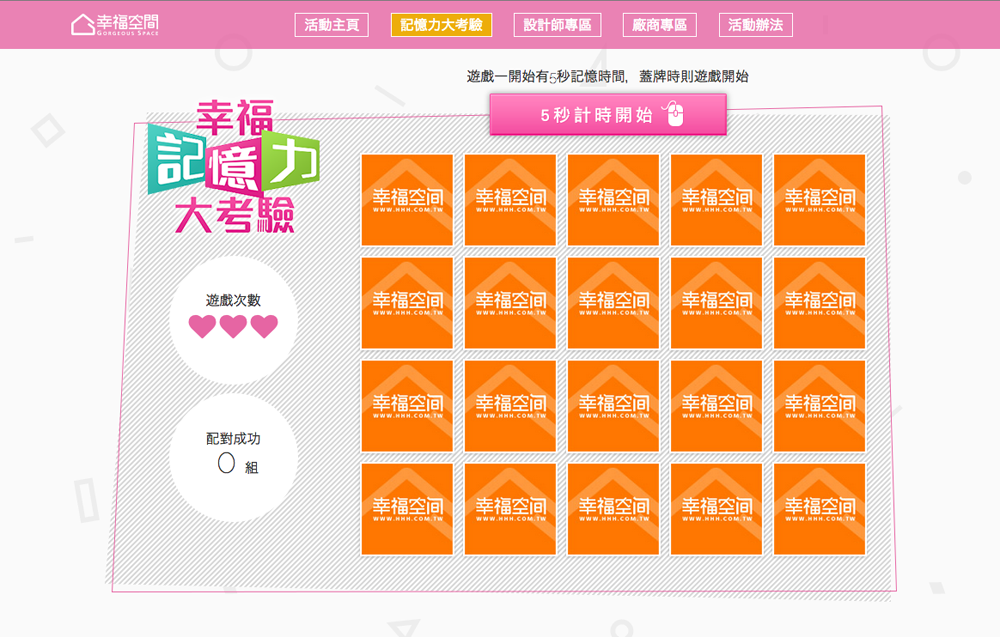 幸福空間
GORGEOUS SPACE
活動主頁
記憶力大考驗
設計師專區
廠商專區
活動辦法
遊戲一開始有5秒記憶時間，蓋牌時則遊戲開始
5秒計時開始
幸福
記憶力
大考驗
遊戲次數
配對成功
0 組
幸福空间 幸福空间 幸福空间 幸福空间 幸福空间
WWW.HHH.COM.TW WWW.HHH.COM.TW WWW.HHH.COM.TW WWW.HHH.COM.TW WWW.HHH.COM.TW
幸福空间 幸福空间 幸福空间 幸福空间 幸福空间
WWW.HHH.COM.TW WWW.HHH.COM.TW WWW.HHH.COM.TW WWW.HHH.COM.TW WWW.HHH.COM.TW
幸福空间 幸福空间 幸福空间 幸福空间 幸福空间
WWW.HHH.COM.TW WWW.HHH.COM.TW WWW.HHH.COM.TW WWW.HHH.COM.TW WWW.HHH.COM.TW
幸福空间 幸福空间 幸福空间 幸福空间 幸福空间
WWW.HHH.COM.TW WWW.HHH.COM.TW WWW.HHH.COM.TW WWW.HHH.COM.TW WWW.HHH.COM.TW